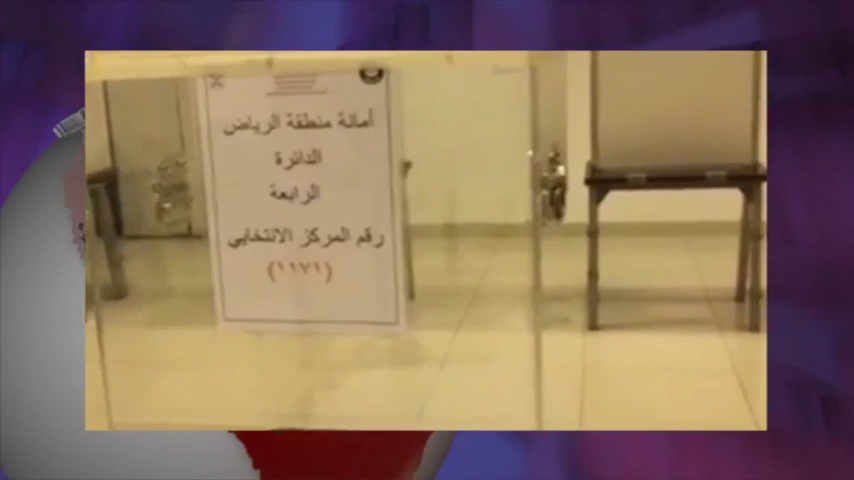 أمانة منطقة الرياض
الدائرة
الرابعة
رقم المركز الانتخابي
(١١٧١)